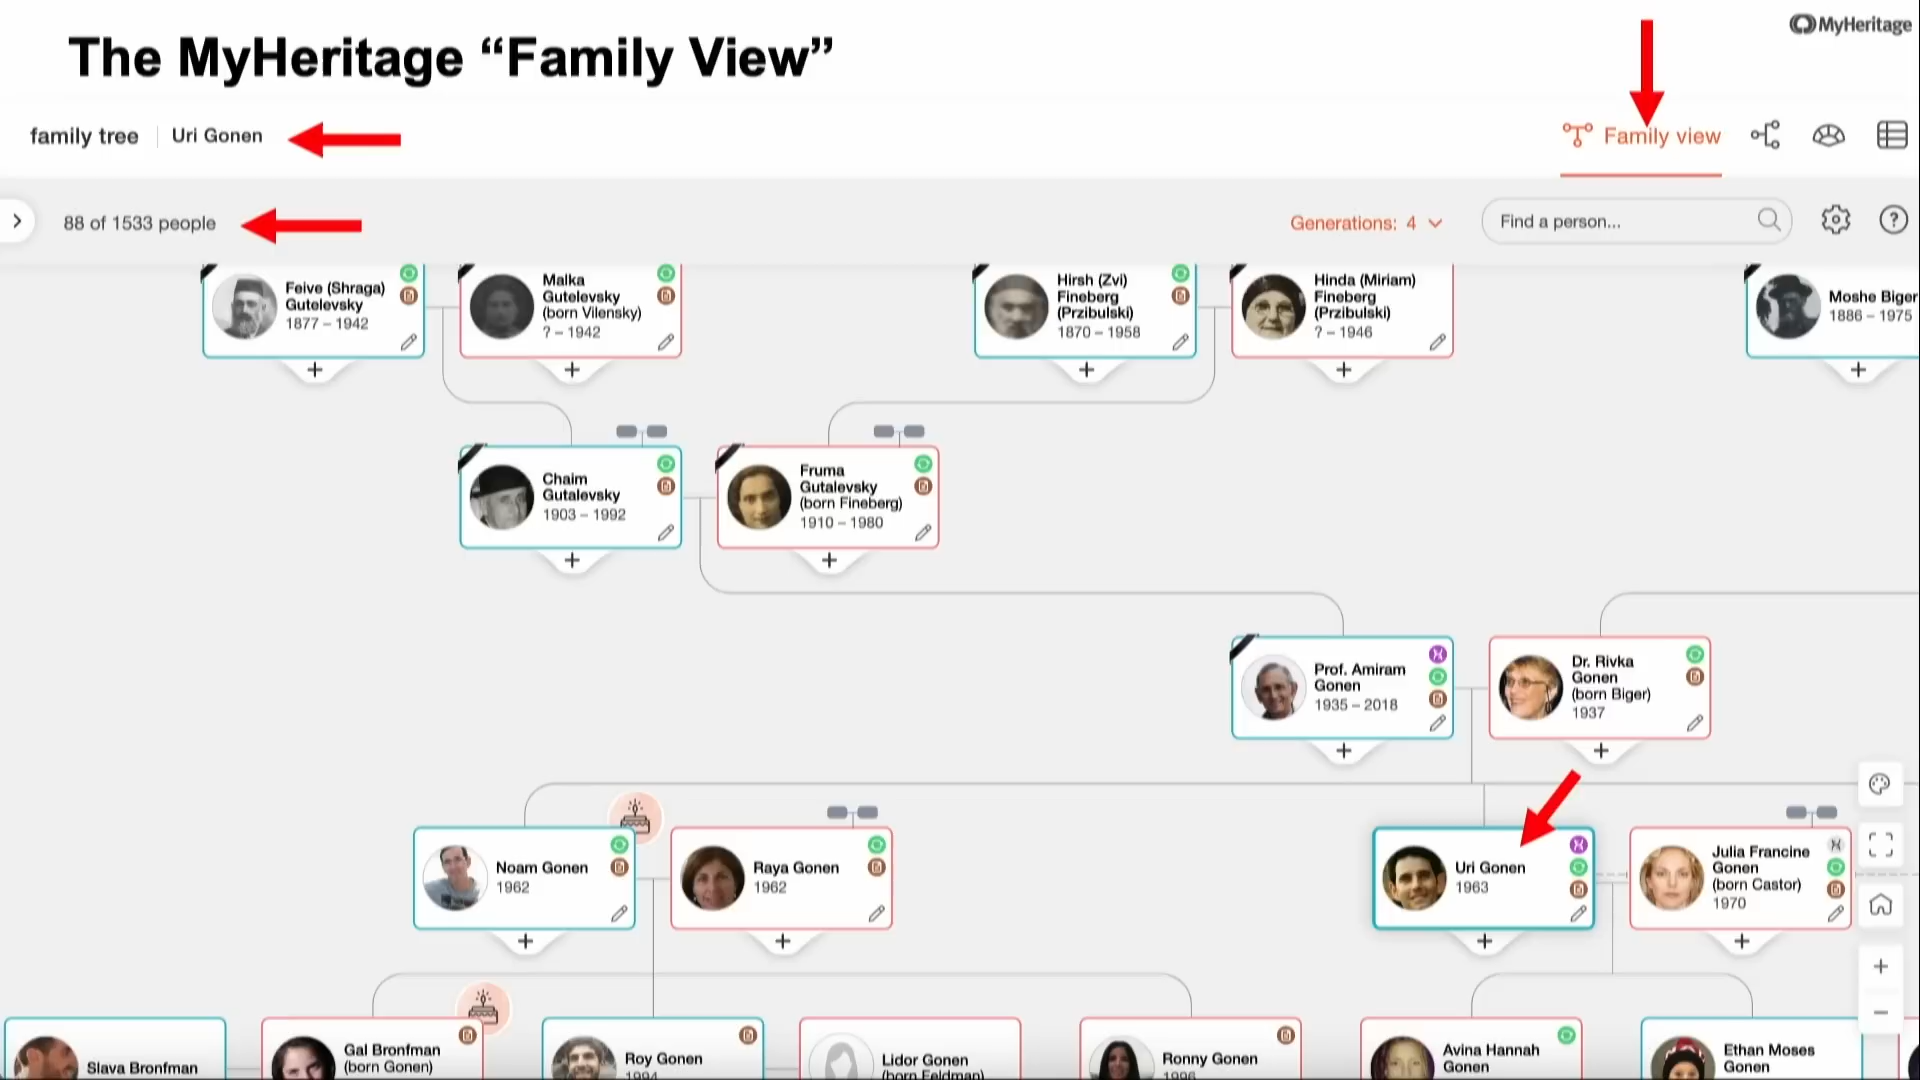 MyHeritage
The MyHeritage “Family View”
family tree
Uri Gonen
Family view
88 of 1533 people
Generations: 4
Find a person...
?
Feive (Shraga)
Gutelevsky
1877 – 1942
Malka
Gutelevsky
(born Vilensky)
? – 1942
Hirsh (Zvi)
Fineberg
(Przibulski)
1870 – 1958
Hinda (Miriam)
Fineberg
(Przibulski)
? – 1946
Moshe Biger
1886 – 1975
Chaim
Gutalevsky
1903 – 1992
Fruma
Gutalevsky
(born Fineberg)
1910 – 1980
Prof. Amiram
Gonen
1935 – 2018
Dr. Rivka
Gonen
(born Biger)
1937
Noam Gonen
1962
Raya Gonen
1962
Uri Gonen
1963
Julia Francine
Gonen
(born Castor)
1970
Slava Bronfman
Gal Bronfman
(born Gonen)
Roy Gonen
1994
Lidor Gonen
(born Feldman)
Ronny Gonen
1996
Avina Hannah
Gonen
Ethan Moses
Gonen